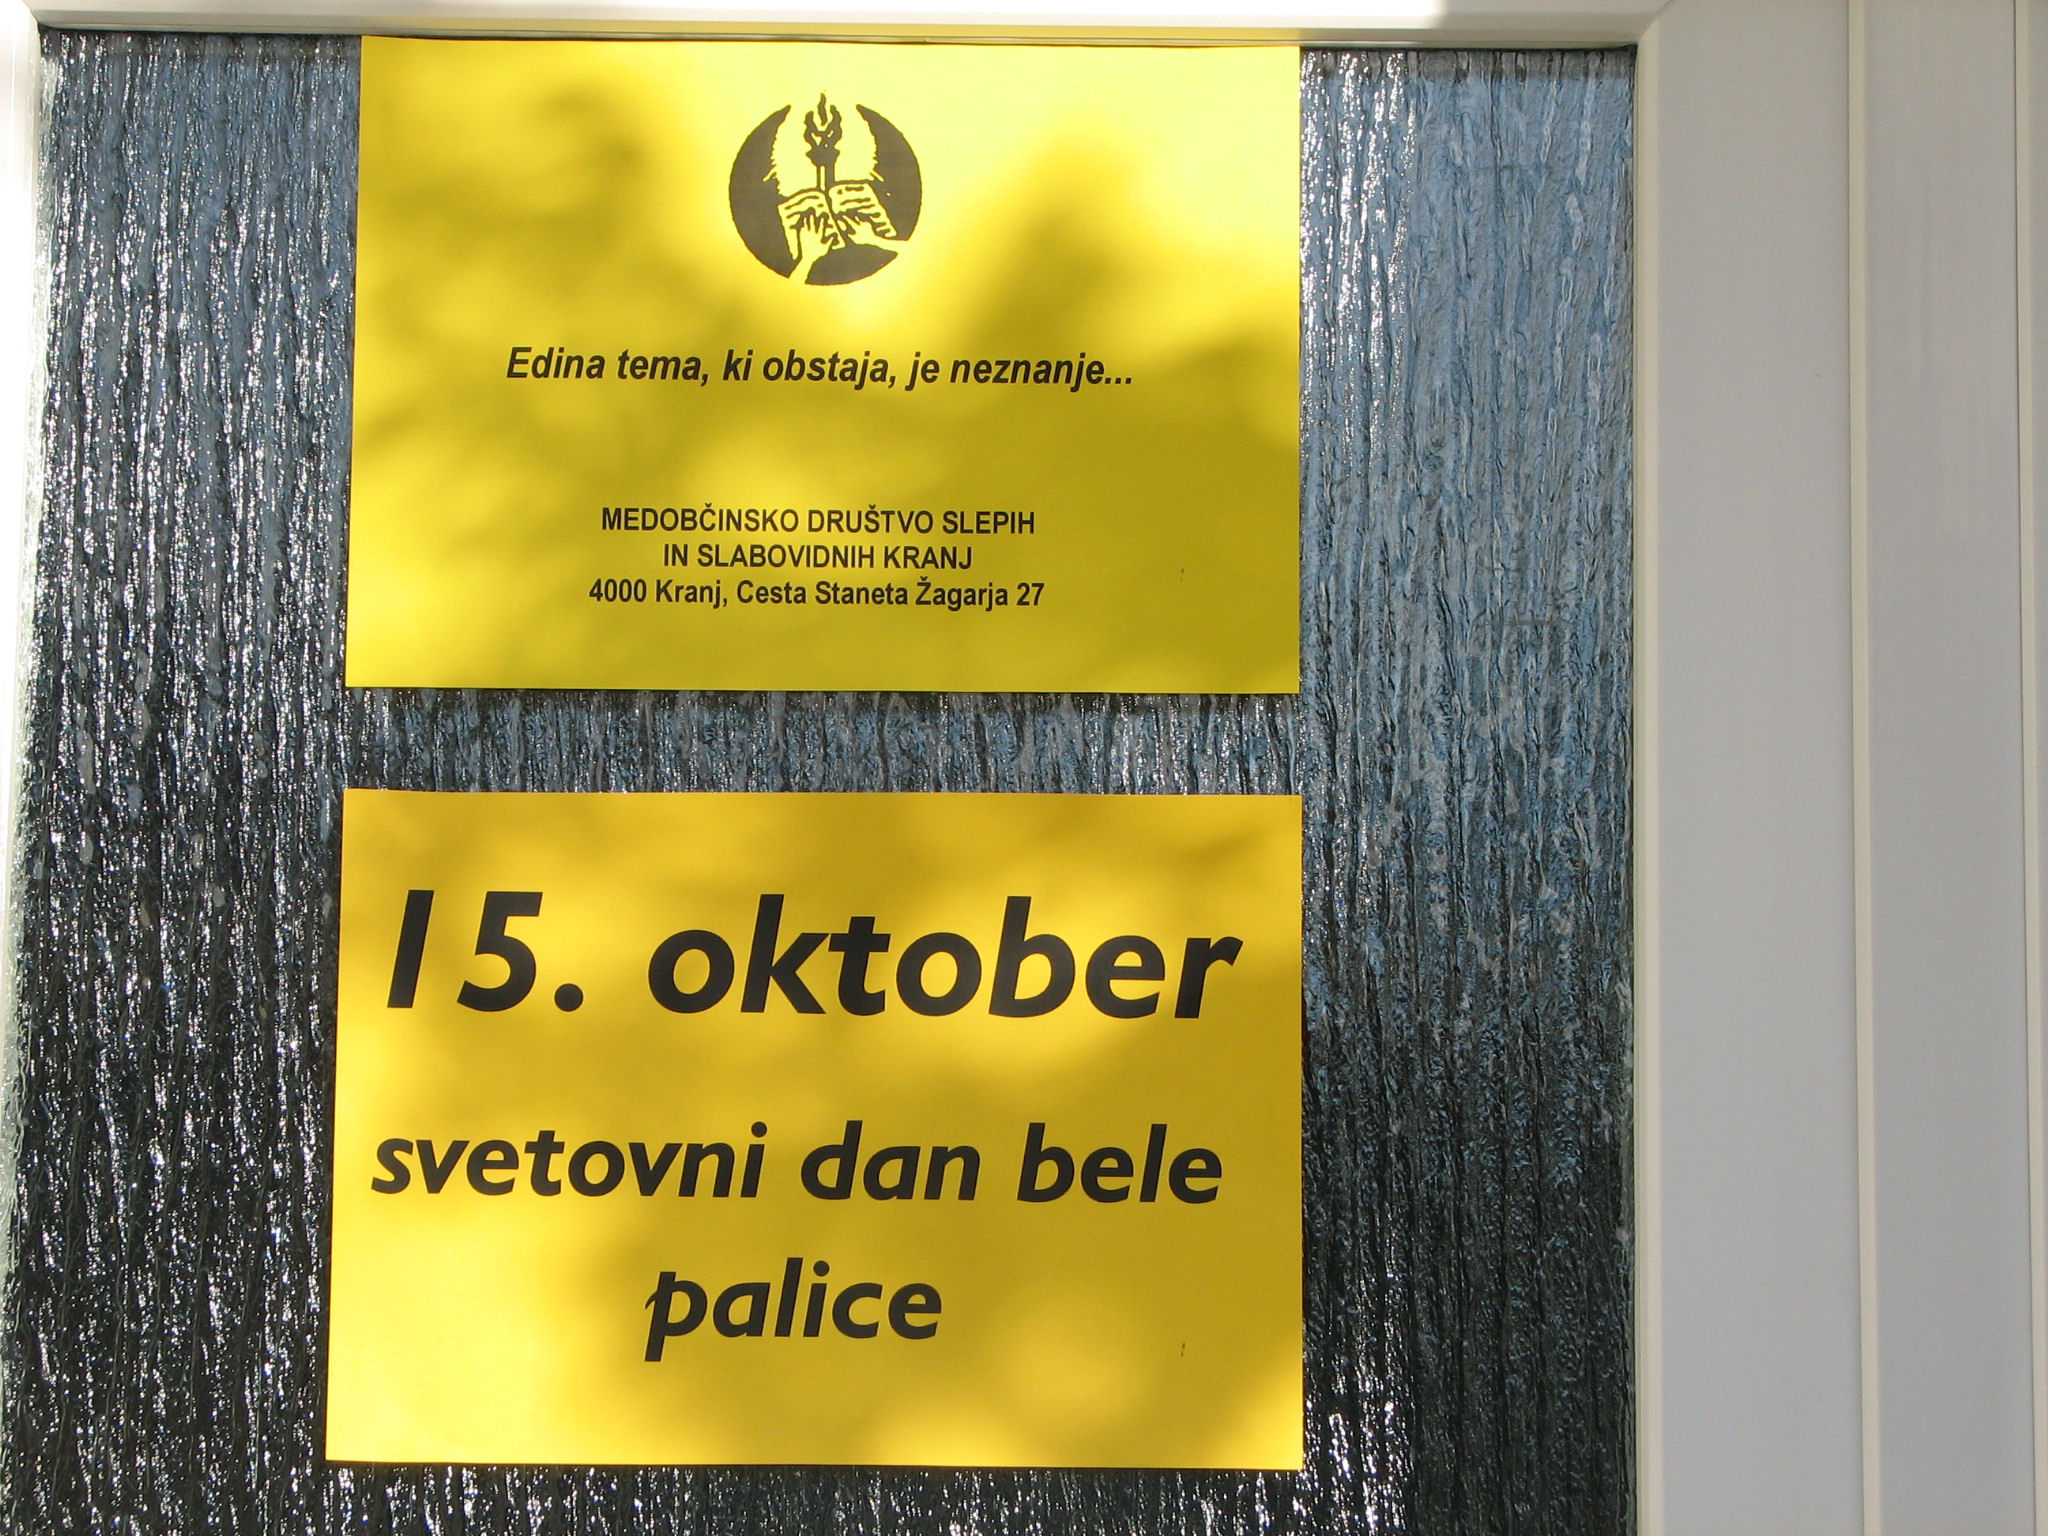 Edina tema, ki obstaja, je neznanje...
MEDOBČINSKO DRUŠTVO SLEPIH
IN SLABOVIDNIH KRANJ
4000 Kranj, Cesta Staneta Žagarja 27
15. oktober
svetovni dan bele
palice